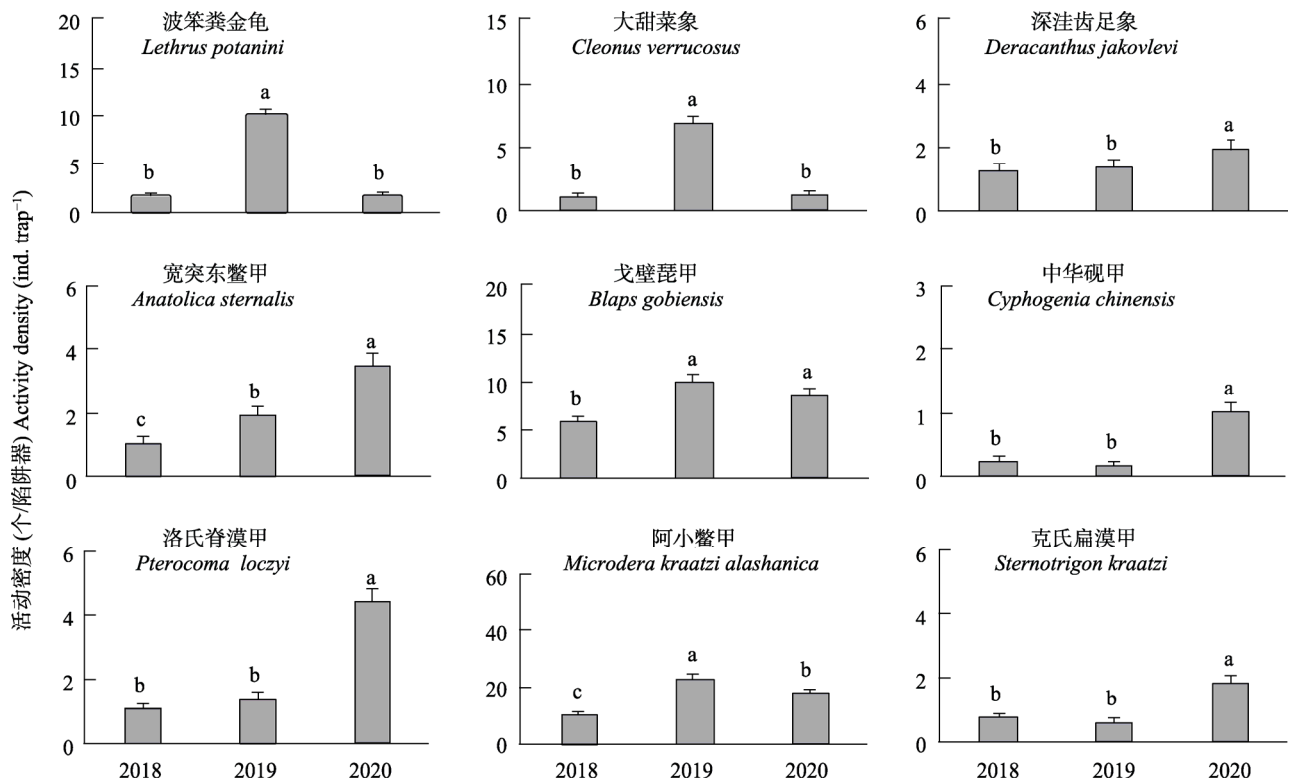 活动密度 (个/陷阱器) Activity density (ind. trap⁻¹)
波笨粪金龟
Lethrus potanini
20
15
10
5
0
b
a
b
大甜菜象
Cleonus verrucosus
15
10
5
0
b
a
b
深洼齿足象
Deracanthus jakovlevi
6
4
2
0
b
b
a
宽突东鳖甲
Anatolica sternalis
6
4
2
0
c
b
a
戈壁琵甲
Blaps gobiensis
20
15
10
5
0
b
a
a
中华砚甲
Cyphogenia chinensis
3
2
1
0
b
b
a
洛氏脊漠甲
Pterocoma loczyi
6
4
2
0
b
b
a
2018 2019 2020
阿小鳖甲
Microdera kraatzi alashanica
60
40
20
0
c
a
b
2018 2019 2020
克氏扁漠甲
Sternotrigon kraatzi
6
4
2
0
b
b
a
2018 2019 2020